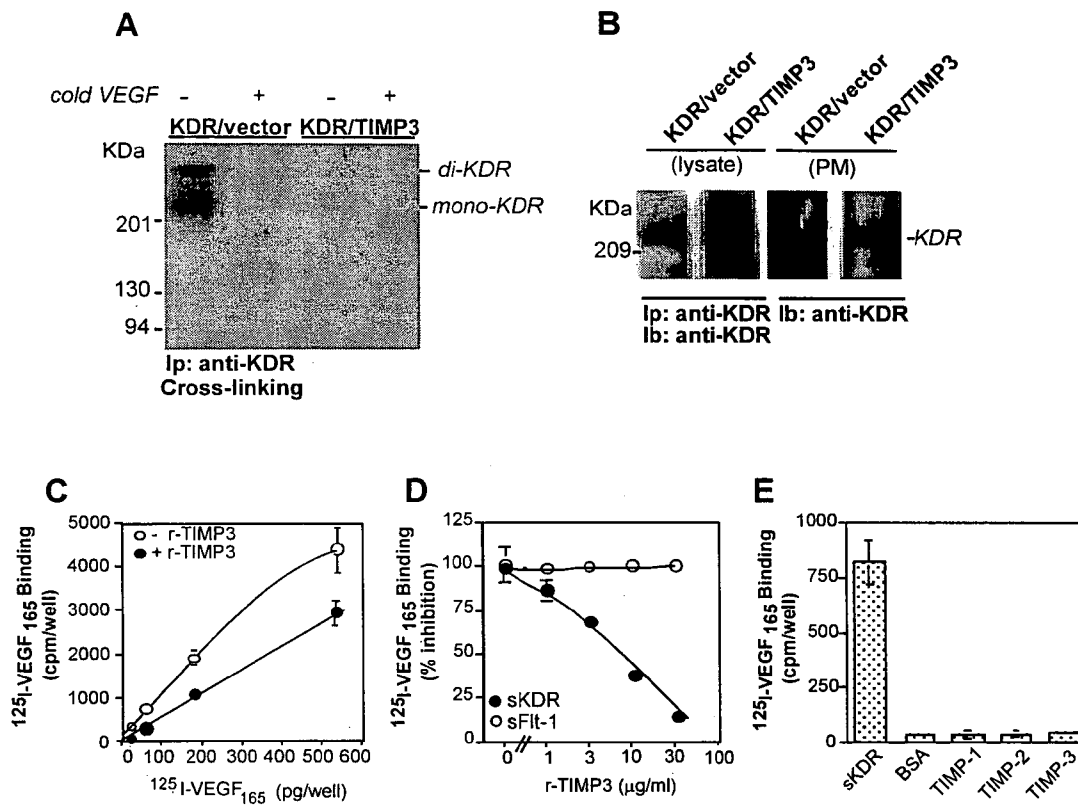 A
cold VEGF - + - +
KDR/vector KDR/TIMP3
KDa
201
130
94
di-KDR
mono-KDR
Ip: anti-KDR
Cross-linking
B
KDR/vector
KDR/TIMP3
KDR/vector
KDR/TIMP3
(lysate) (PM)
KDa
209
-KDR
Ip: anti-KDR Ib: anti-KDR
Ib: anti-KDR
C
125I-VEGF165 Binding
(cpm/well)
5000
4000
3000
2000
1000
0
- r-TIMP3
+ r-TIMP3
0 100 200 300 400 500 600
125I-VEGF165 (pg/well)
D
125I-VEGF165 Binding
(% inhibition)
125
100
75
50
25
0
sKDR
sFlt-1
0 1 3 10 30 100
r-TIMP3 (µg/ml)
E
125I-VEGF165 Binding
(cpm/well)
1000
750
500
250
0
sKDR
BSA
TIMP-1
TIMP-2
TIMP-3